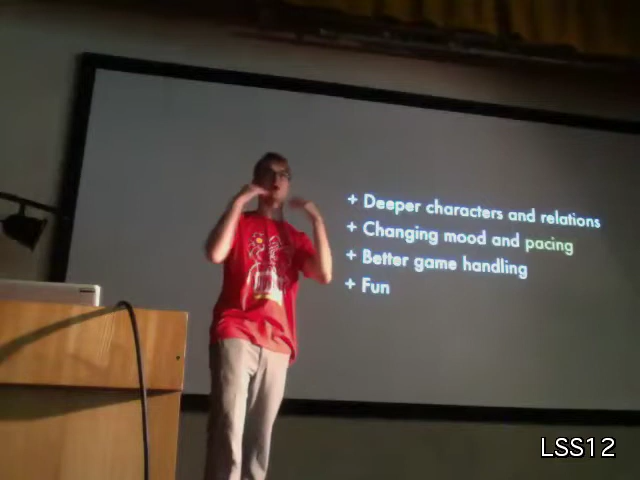 + Deeper characters and relations
+ Changing mood and pacing
+ Better game handling
+ Fun
LSS12